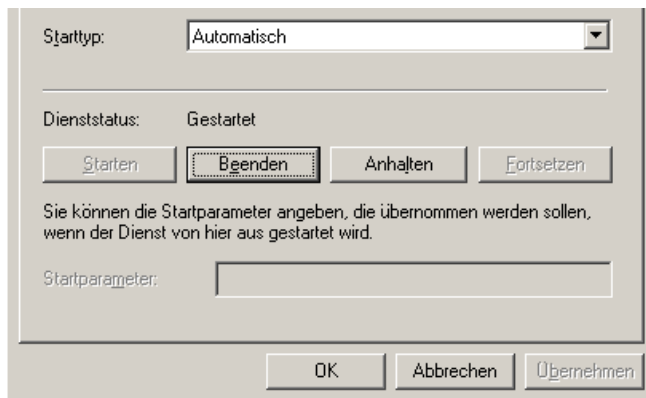 Starttyp: Automatisch
Dienststatus: Gestartet
Starten Beenden Anhalten Fortsetzen
Sie können die Startparameter angeben, die übernommen werden sollen,
wenn der Dienst von hier aus gestartet wird.
Startparameter:
OK Abbrechen Übernehmen